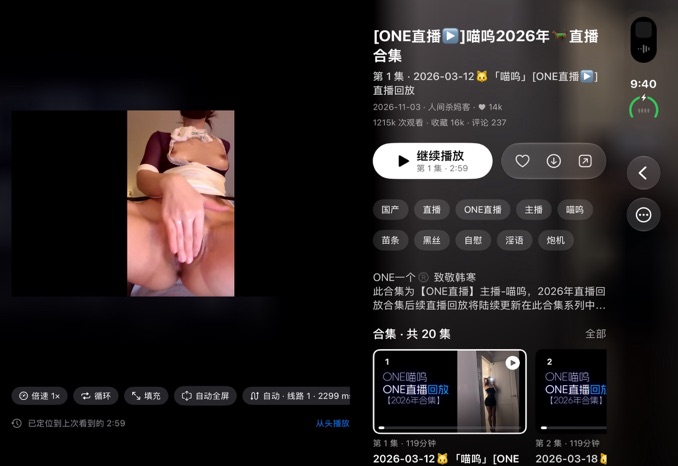 [ONE直播▶️]喵呜2026年🐆直播
合集
第 1 集 · 2026-03-12🐱「喵呜」[ONE直播▶️]
直播回放
2026-11-03 · 人间杀妈客 · ♥ 14k
1215k 次观看 · 收藏 16k · 评论 237
继续播放
第 1 集 · 2:59
国产 直播 ONE直播 主播 喵呜
苗条 黑丝 自慰 淫语 炮机
ONE一个 致敬韩寒
此合集为【ONE直播】主播-喵呜，2026年直播回
放合集后续直播回放将陆续更新在此合集系列中...
合集 · 共 20 集 全部
1
ONE喵呜
ONE直播回放
【2026年合集】
2
ONE喵呜
ONE直播回
【2026年合集】
第 1 集 · 119分钟
2026-03-12🐱「喵呜」[ONE
第 2 集 · 119分钟
2026-03-18
倍速 1× 循环 填充 自动全屏 自动 · 线路 1 · 2299 ms
已定位到上次看到的 2:59 从头播放
9:40